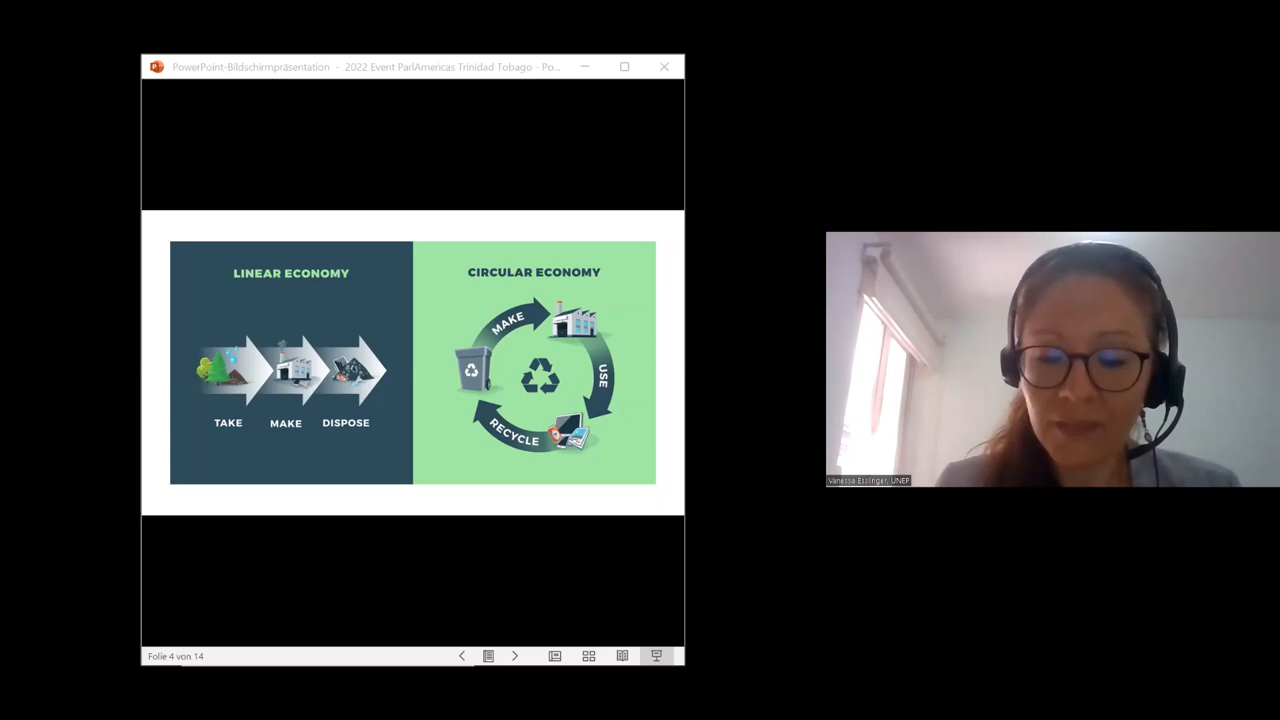 PowerPoint-Bildschirmpräsentation - 2022 Event ParlAmericas Trinidad Tobago - Po...
LINEAR ECONOMY
TAKE
MAKE
DISPOSE
CIRCULAR ECONOMY
MAKE
USE
RECYCLE
Vanessa Esslinger, UNEP
Folie 4 von 14